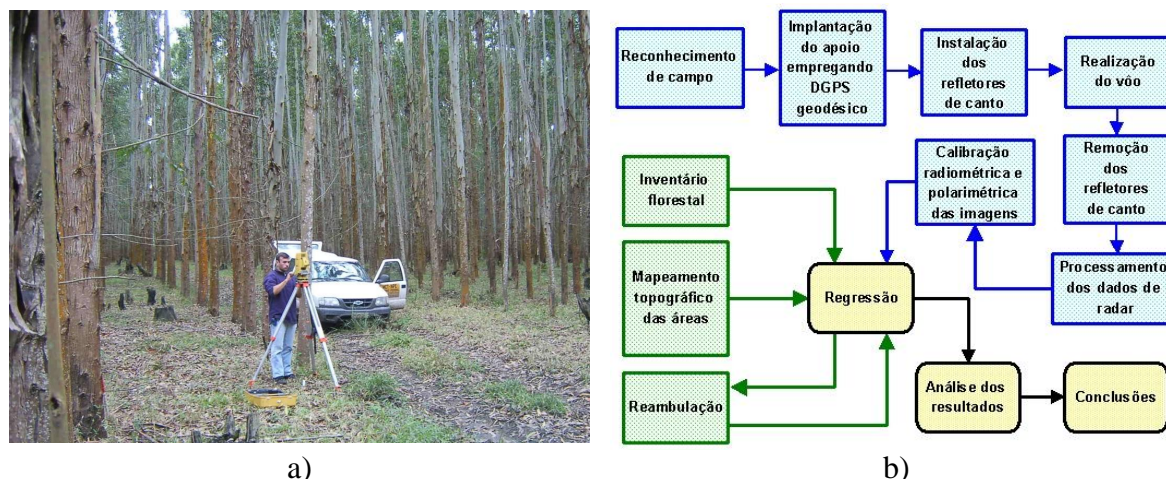 Reconhecimento
de campo
Implantação
do apoio
empregando
DGPS
geodésico
Instalação
dos
refletores
de canto
Realização
do vôo
Inventário
florestal
Calibração
radiométrica e
polarimétrica
das imagens
Remoção
dos
refletores
de canto
Mapeamento
topográfico
das áreas
Regressão
Processamento
dos dados de
radar
Reambulação
Análise dos
resultados
Conclusões
a)
b)